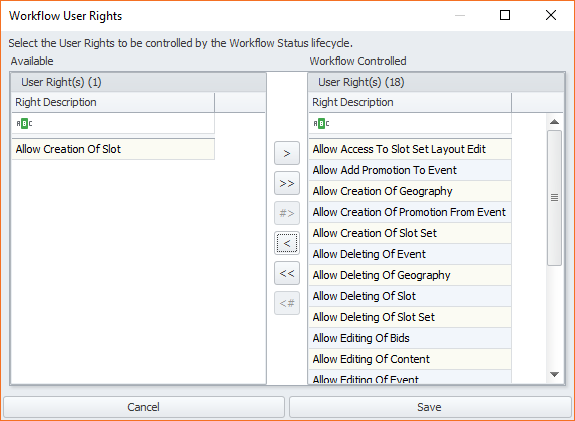 Workflow User Rights
Select the User Rights to be controlled by the Workflow Status lifecycle.
Available
User Right(s) (1)
Right Description
ABC
Allow Creation Of Slot
>
>>
#>
<
<<
<#
Workflow Controlled
User Right(s) (18)
Right Description
ABC
Allow Access To Slot Set Layout Edit
Allow Add Promotion To Event
Allow Creation Of Geography
Allow Creation Of Promotion From Event
Allow Creation Of Slot Set
Allow Deleting Of Event
Allow Deleting Of Geography
Allow Deleting Of Slot
Allow Deleting Of Slot Set
Allow Editing Of Bids
Allow Editing Of Content
Allow Editing Of Event
Cancel
Save